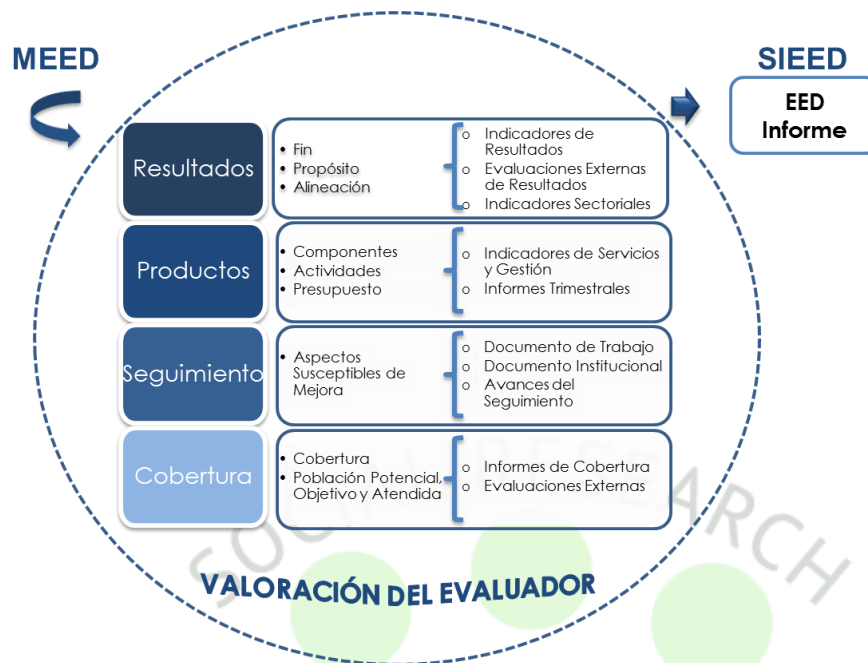 MEED
SIEED
EED
Informe
Resultados
• Fin
• Propósito
• Alineación
o Indicadores de
Resultados
o Evaluaciones Externas
de Resultados
o Indicadores Sectoriales
Productos
• Componentes
• Actividades
• Presupuesto
o Indicadores de Servicios
y Gestión
o Informes Trimestrales
Seguimiento
• Aspectos
Susceptibles de
Mejora
o Documento de Trabajo
o Documento Institucional
o Avances del
Seguimiento
Cobertura
• Cobertura
• Población Potencial,
Objetivo y Atendida
o Informes de Cobertura
o Evaluaciones Externas
SOCIAL RESEARCH
VALORACIÓN DEL EVALUADOR